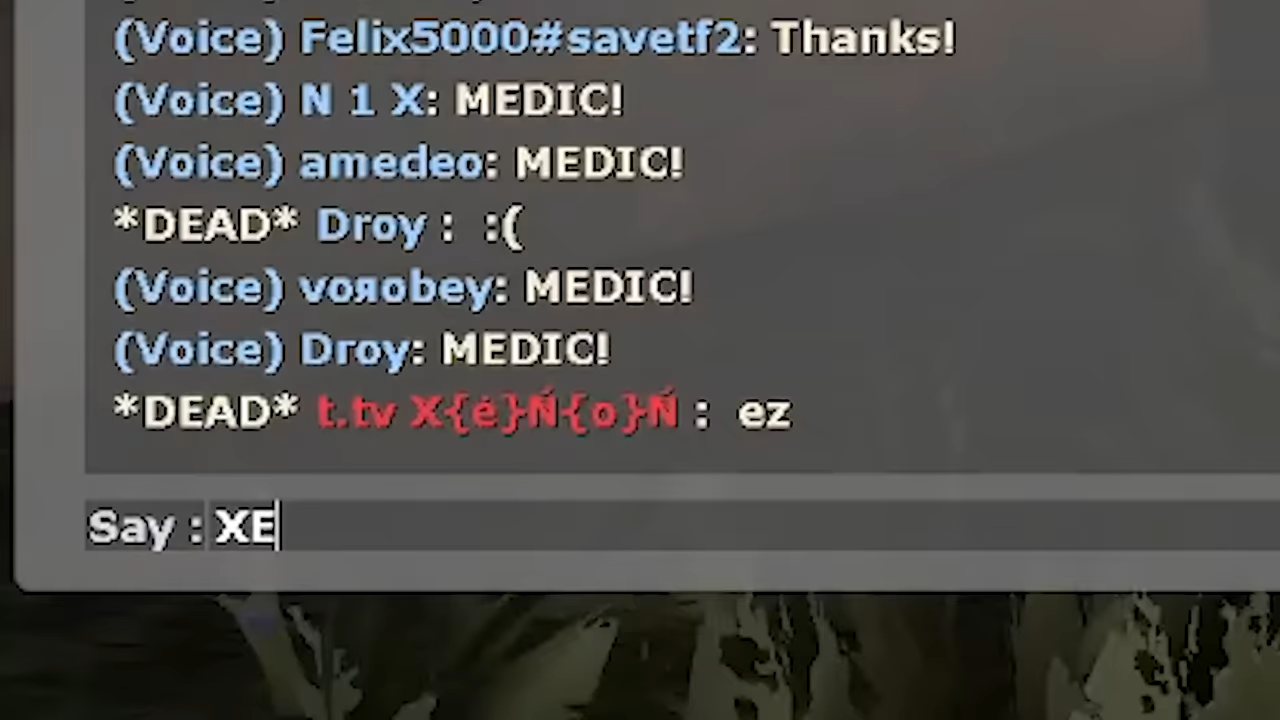 (Voice) Felix5000#savetf2: Thanks!
(Voice) N 1 X: MEDIC!
(Voice) amedeo: MEDIC!
*DEAD* Droy :  :(
(Voice) voяobey: MEDIC!
(Voice) Droy: MEDIC!
*DEAD* t.tv X{ė}Ń{o}Ń :  ez
Say : XE